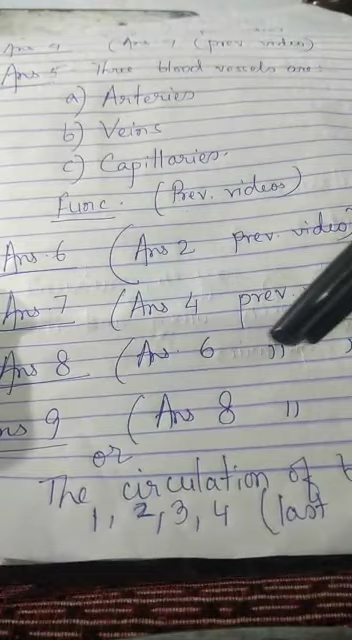 Ans 4 (Ans 1 (prev video)
Ans 5 Three blood vessels are:
a) Arteries
b) Veins
c) Capillaries.
Func. (Prev. videos)
Ans. 6 (Ans 2 prev. video
Ans. 7 (Ans 4 prev.
Ans 8 (Ans. 6 "
ns 9 (Ans 8 "
or
The circulation of
1, 2, 3, 4 (last